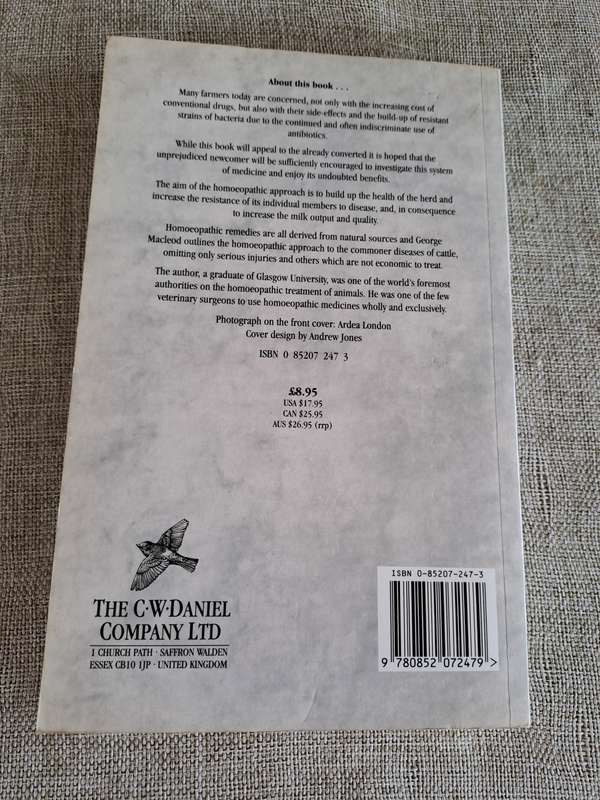 About this book . . .
Many farmers today are concerned, not only with the increasing cost of
conventional drugs, but also with their side-effects and the build-up of resistant
strains of bacteria due to the continued and often indiscriminate use of
antibiotics.
While this book will appeal to the already converted it is hoped that the
unprejudiced newcomer will be sufficiently encouraged to investigate this system
of medicine and enjoy its undoubted benefits.
The aim of the homoeopathic approach is to build up the health of the herd and
increase the resistance of its individual members to disease, and, in consequence
to increase the milk output and quality.
Homoeopathic remedies are all derived from natural sources and George
Macleod outlines the homoeopathic approach to the commoner diseases of cattle,
omitting only serious injuries and others which are not economic to treat.
The author, a graduate of Glasgow University, was one of the world's foremost
authorities on the homoeopathic treatment of animals. He was one of the few
veterinary surgeons to use homoeopathic medicines wholly and exclusively.
Photograph on the front cover: Ardea London
Cover design by Andrew Jones
ISBN 0 85207 247 3
£8.95
USA $17.95
CAN $25.95
AUS $26.95 (rrp)
THE C·W·DANIEL
COMPANY LTD
1 CHURCH PATH · SAFFRON WALDEN
ESSEX CB10 1JP · UNITED KINGDOM
ISBN 0-85207-247-3
9 780852 072479 >